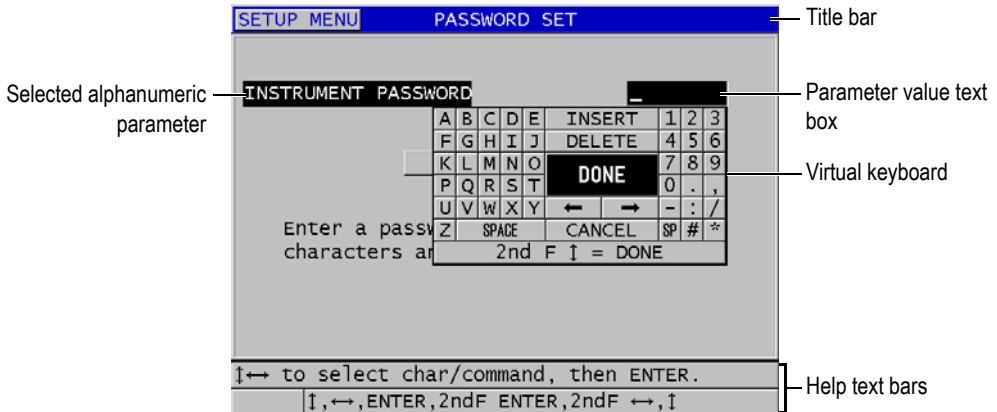 SETUP MENU PASSWORD SET
Title bar
Selected alphanumeric
parameter
INSTRUMENT PASSWORD _
Parameter value text
box
A B C D E INSERT 1 2 3
F G H I J DELETE 4 5 6
K L M N O DONE 7 8 9
P Q R S T 0 . ,
U V W X Y ← → - : /
Z SPACE CANCEL SP # *
2nd F ↕ = DONE
Virtual keyboard
Enter a passw
characters an
↕↔ to select char/command, then ENTER.
↕,↔,ENTER,2ndF ENTER,2ndF ↔,↕
Help text bars